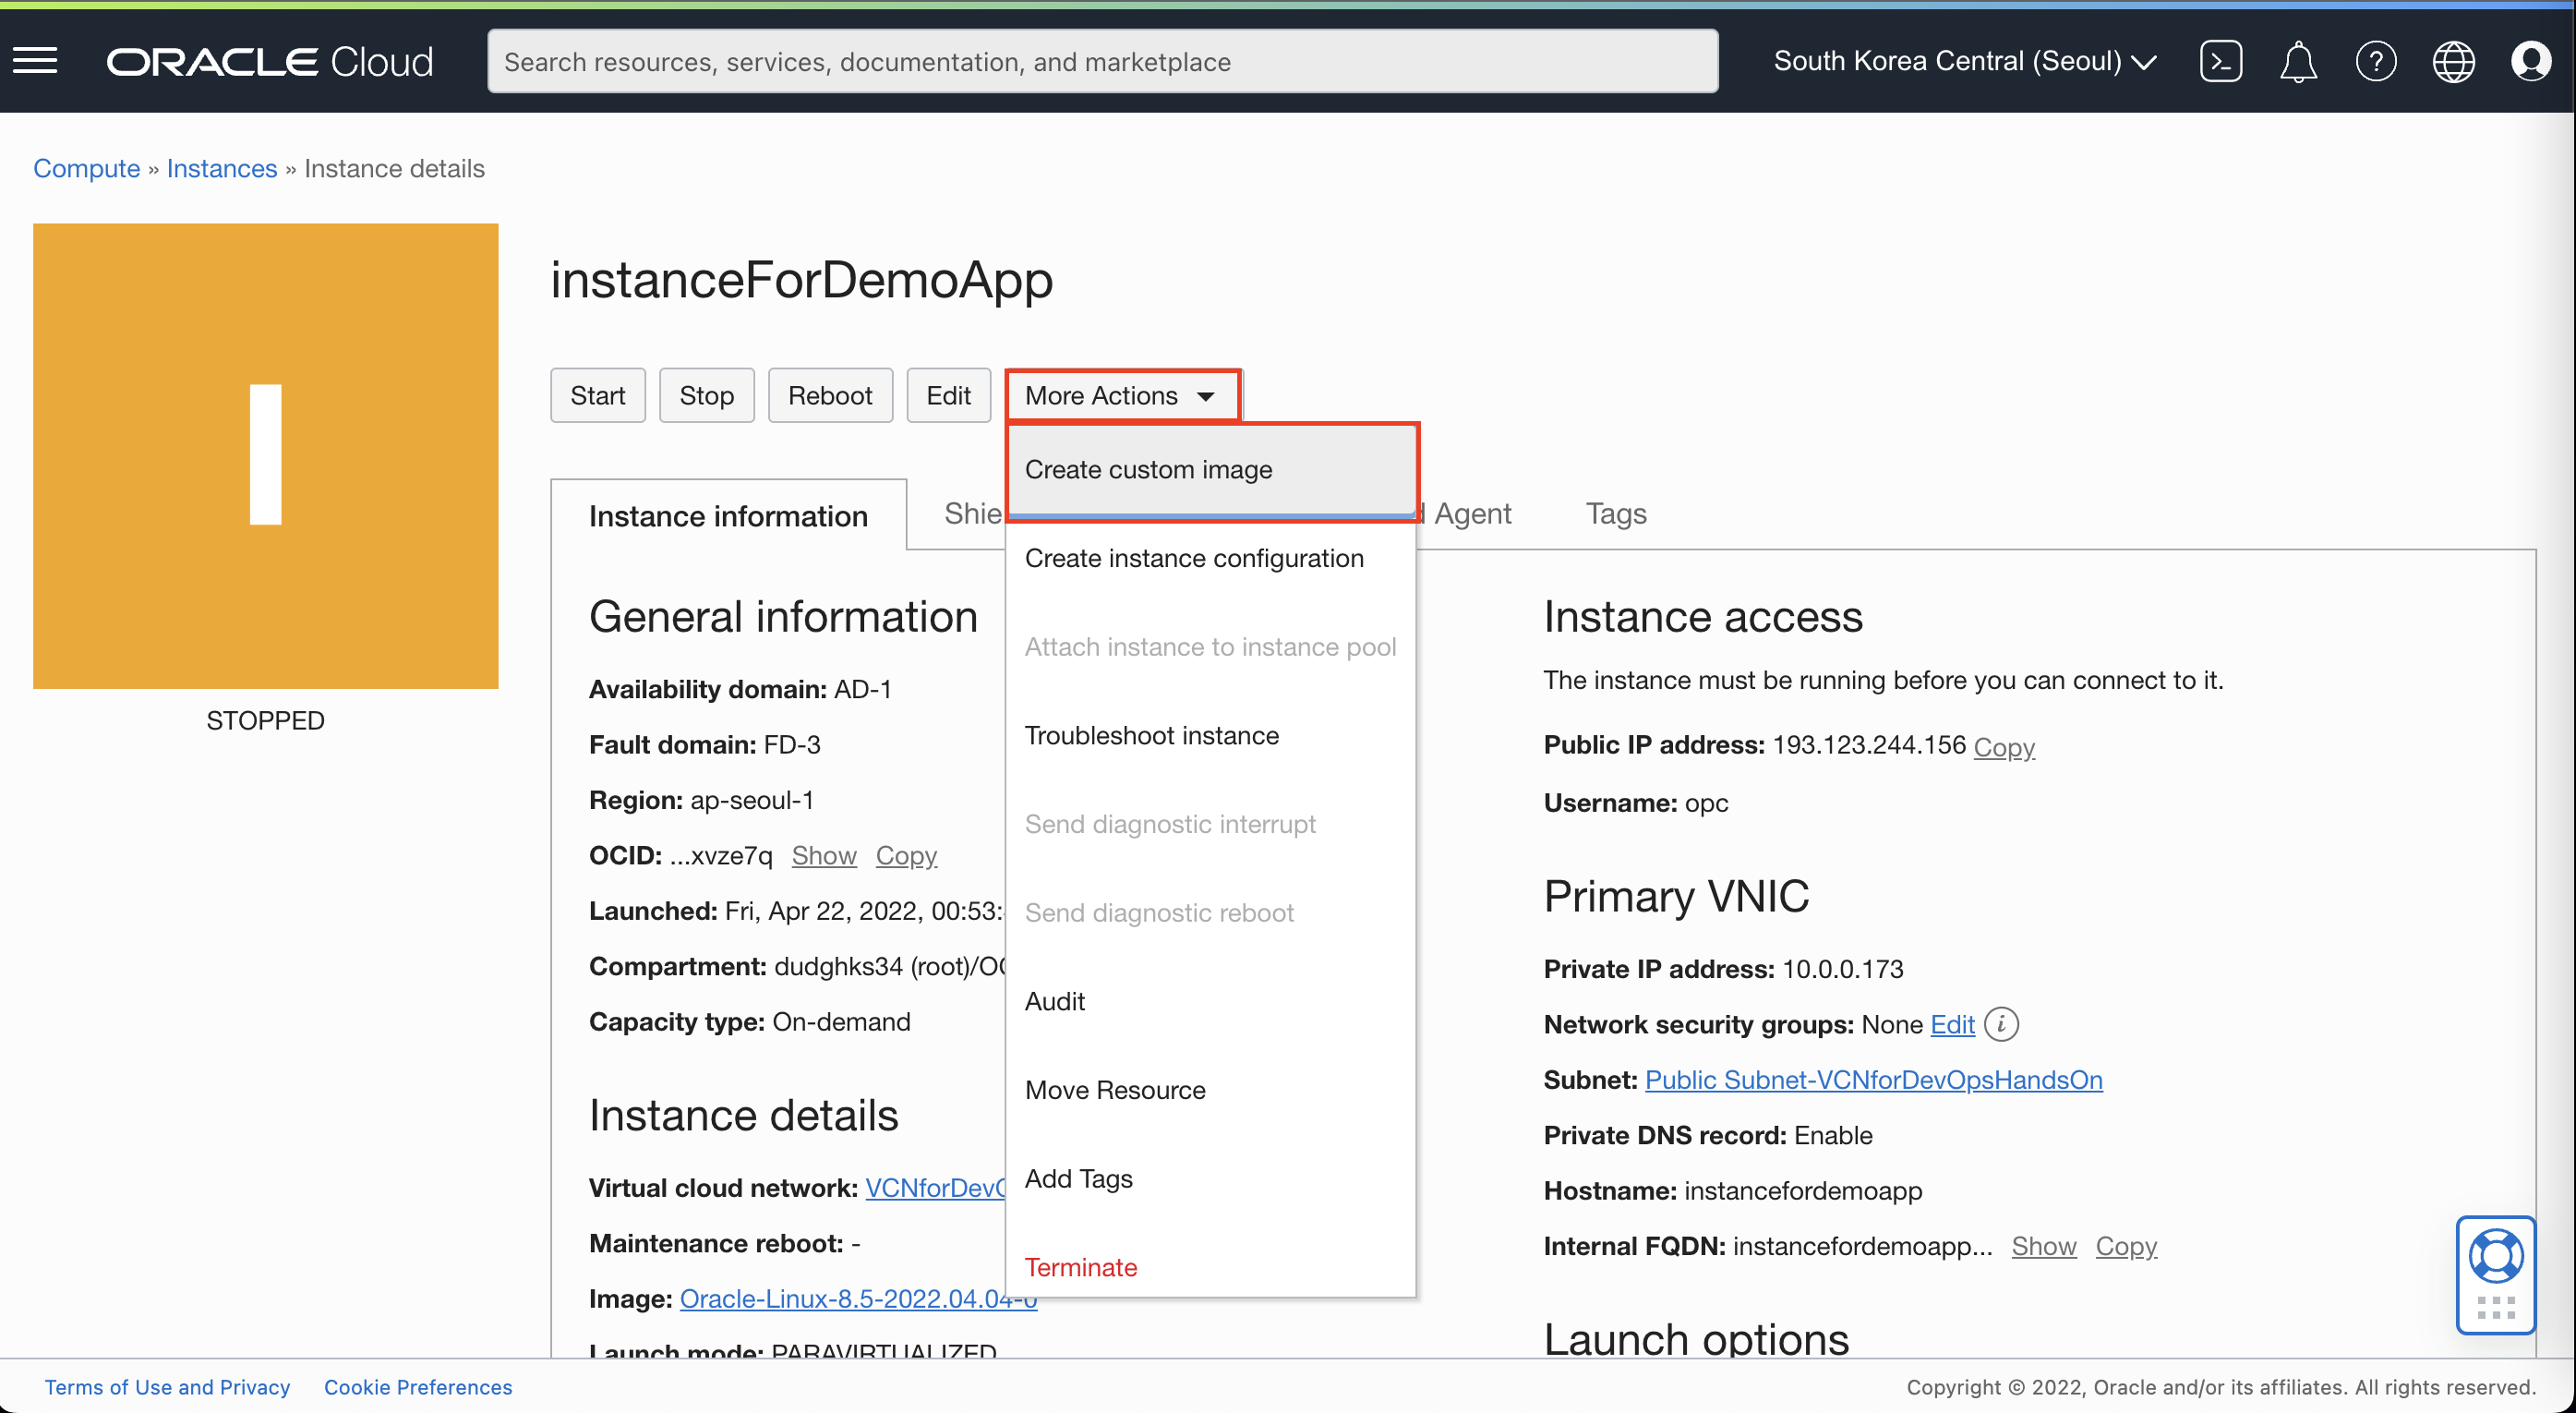 ORACLE Cloud
Search resources, services, documentation, and marketplace
South Korea Central (Seoul)
Compute » Instances » Instance details
I
STOPPED
instanceForDemoApp
Start
Stop
Reboot
Edit
More Actions
Create custom image
Create instance configuration
Attach instance to instance pool
Troubleshoot instance
Send diagnostic interrupt
Send diagnostic reboot
Audit
Move Resource
Add Tags
Terminate
Instance information
Shie
Agent
Tags
General information
Availability domain: AD-1
Fault domain: FD-3
Region: ap-seoul-1
OCID: ...xvze7q Show Copy
Launched: Fri, Apr 22, 2022, 00:53:
Compartment: dudghks34 (root)/OC
Capacity type: On-demand
Instance details
Virtual cloud network: VCNforDevO
Maintenance reboot: -
Image: Oracle-Linux-8.5-2022.04.04-0
Launch mode: PARAVIRTUALIZED
Instance access
The instance must be running before you can connect to it.
Public IP address: 193.123.244.156 Copy
Username: opc
Primary VNIC
Private IP address: 10.0.0.173
Network security groups: None Edit
Subnet: Public Subnet-VCNforDevOpsHandsOn
Private DNS record: Enable
Hostname: instancefordemoapp
Internal FQDN: instancefordemoapp... Show Copy
Launch options
Terms of Use and Privacy
Cookie Preferences
Copyright © 2022, Oracle and/or its affiliates. All rights reserved.